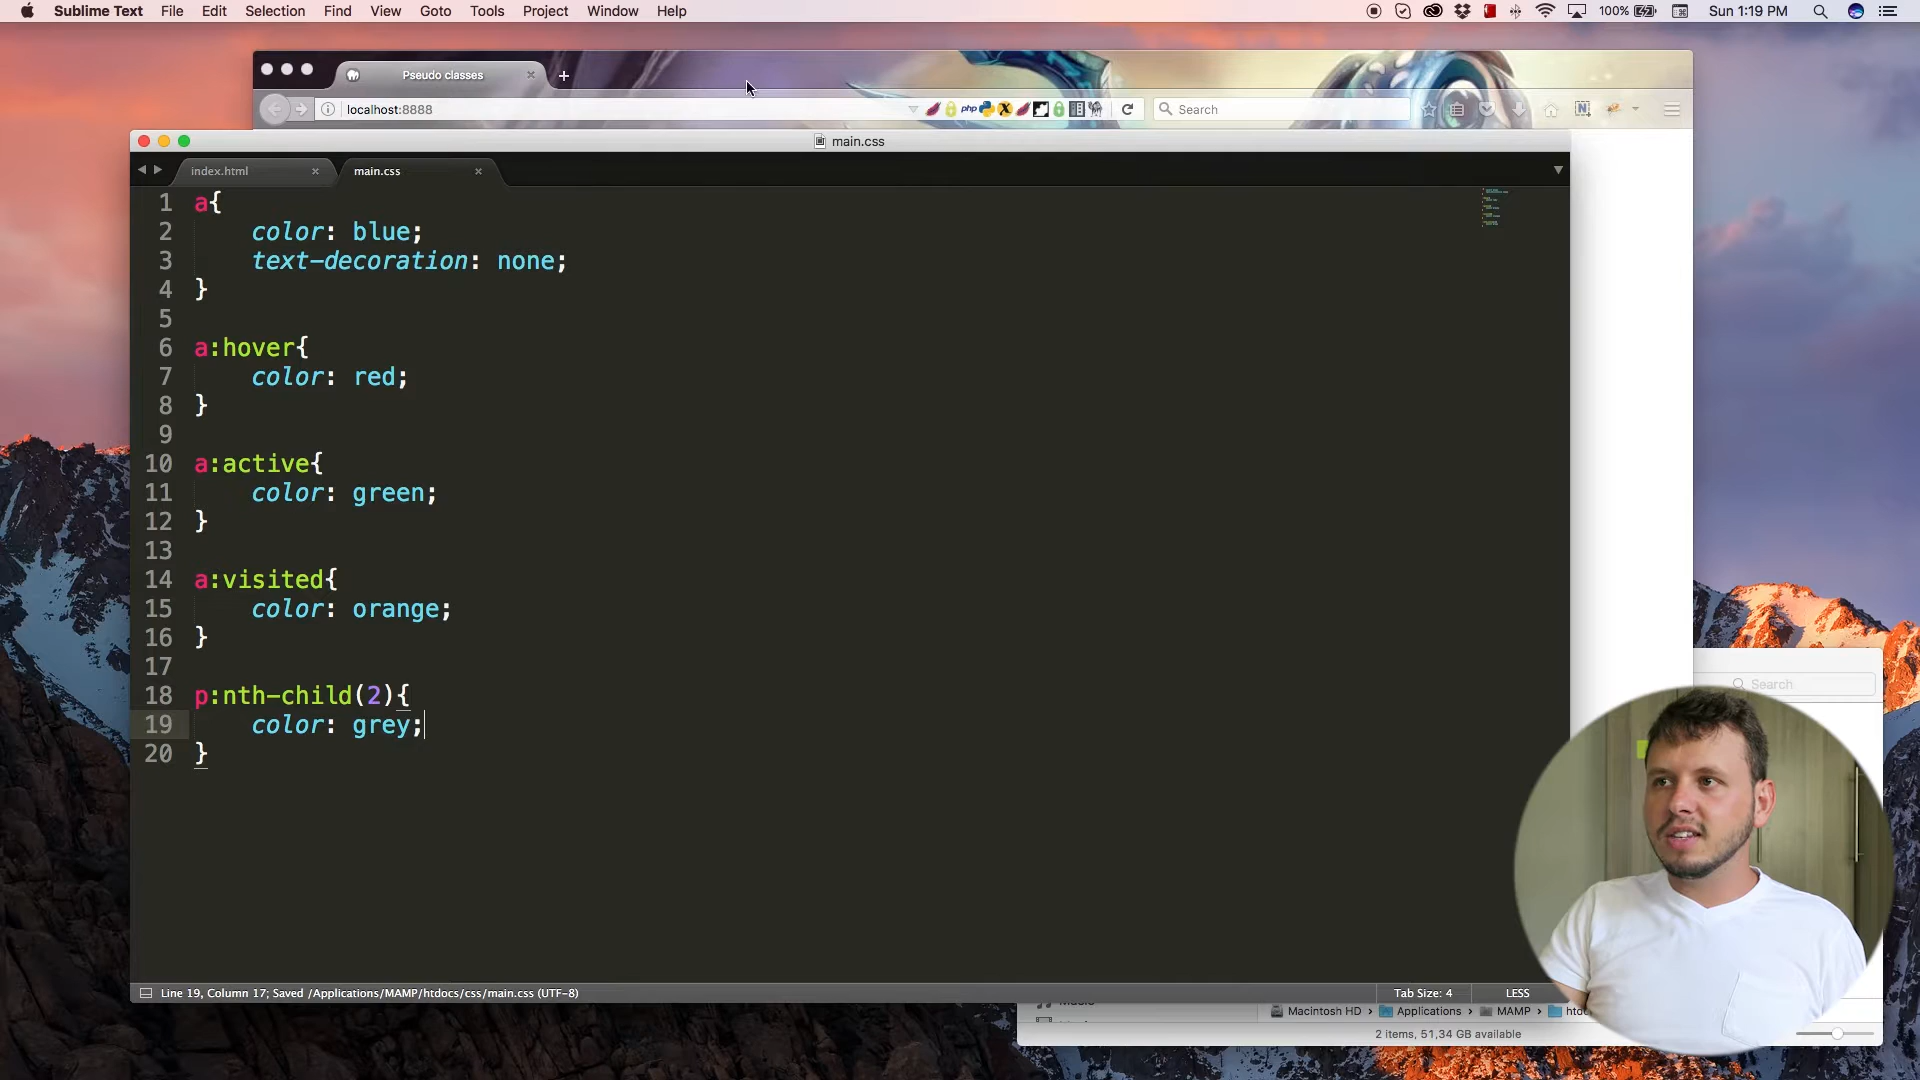 Sublime Text File Edit Selection Find View Goto Tools Project Window Help 100% Sun 1:19 PM
Pseudo classes
localhost:8888 php Search
main.css
index.html main.css
1 a{
2 color: blue;
3 text-decoration: none;
4 }
5
6 a:hover{
7 color: red;
8 }
9
10 a:active{
11 color: green;
12 }
13
14 a:visited{
15 color: orange;
16 }
17
18 p:nth-child(2){
19 color: grey;
20 }
Search
Line 19, Column 17; Saved /Applications/MAMP/htdocs/css/main.css (UTF-8) Tab Size: 4 LESS
Macintosh HD Applications MAMP
2 items, 51,34 GB available